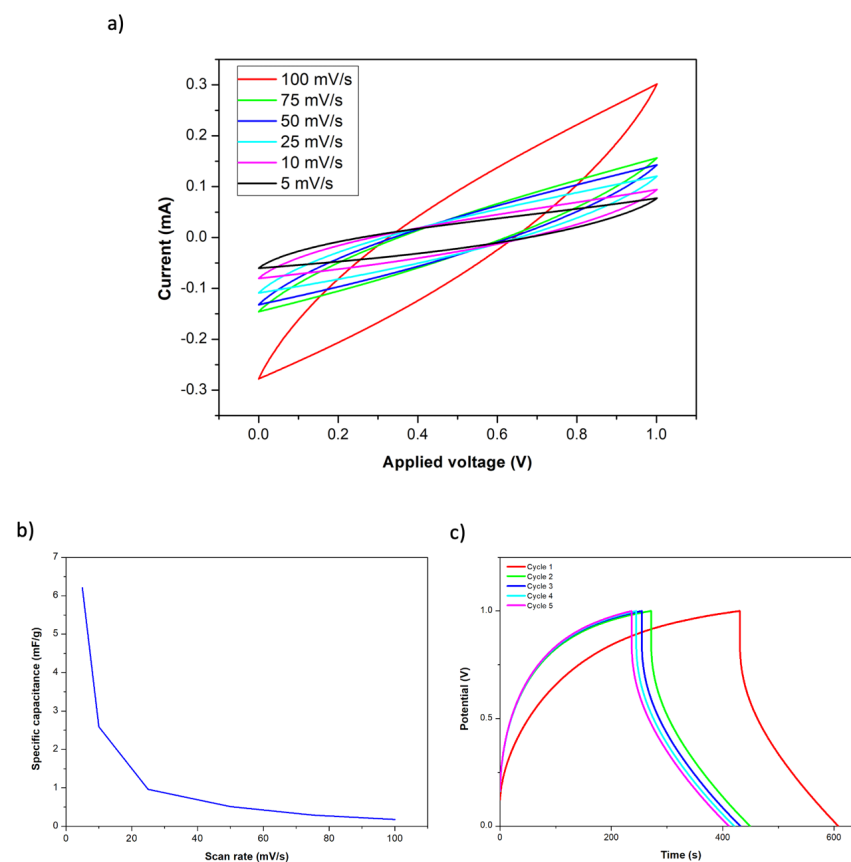 a)
0.3
0.2
0.1
0.0
-0.1
-0.2
-0.3
Current (mA)
100 mV/s
75 mV/s
50 mV/s
25 mV/s
10 mV/s
5 mV/s
0.0 0.2 0.4 0.6 0.8 1.0
Applied voltage (V)
b)
7
6
5
4
3
2
1
0
Specific capacitance (mF/g)
0 20 40 60 80 100
Scan rate (mV/s)
c)
Cycle 1
Cycle 2
Cycle 3
Cycle 4
Cycle 5
1.0
0.5
0.0
Potential (V)
0 200 400 600
Time (s)